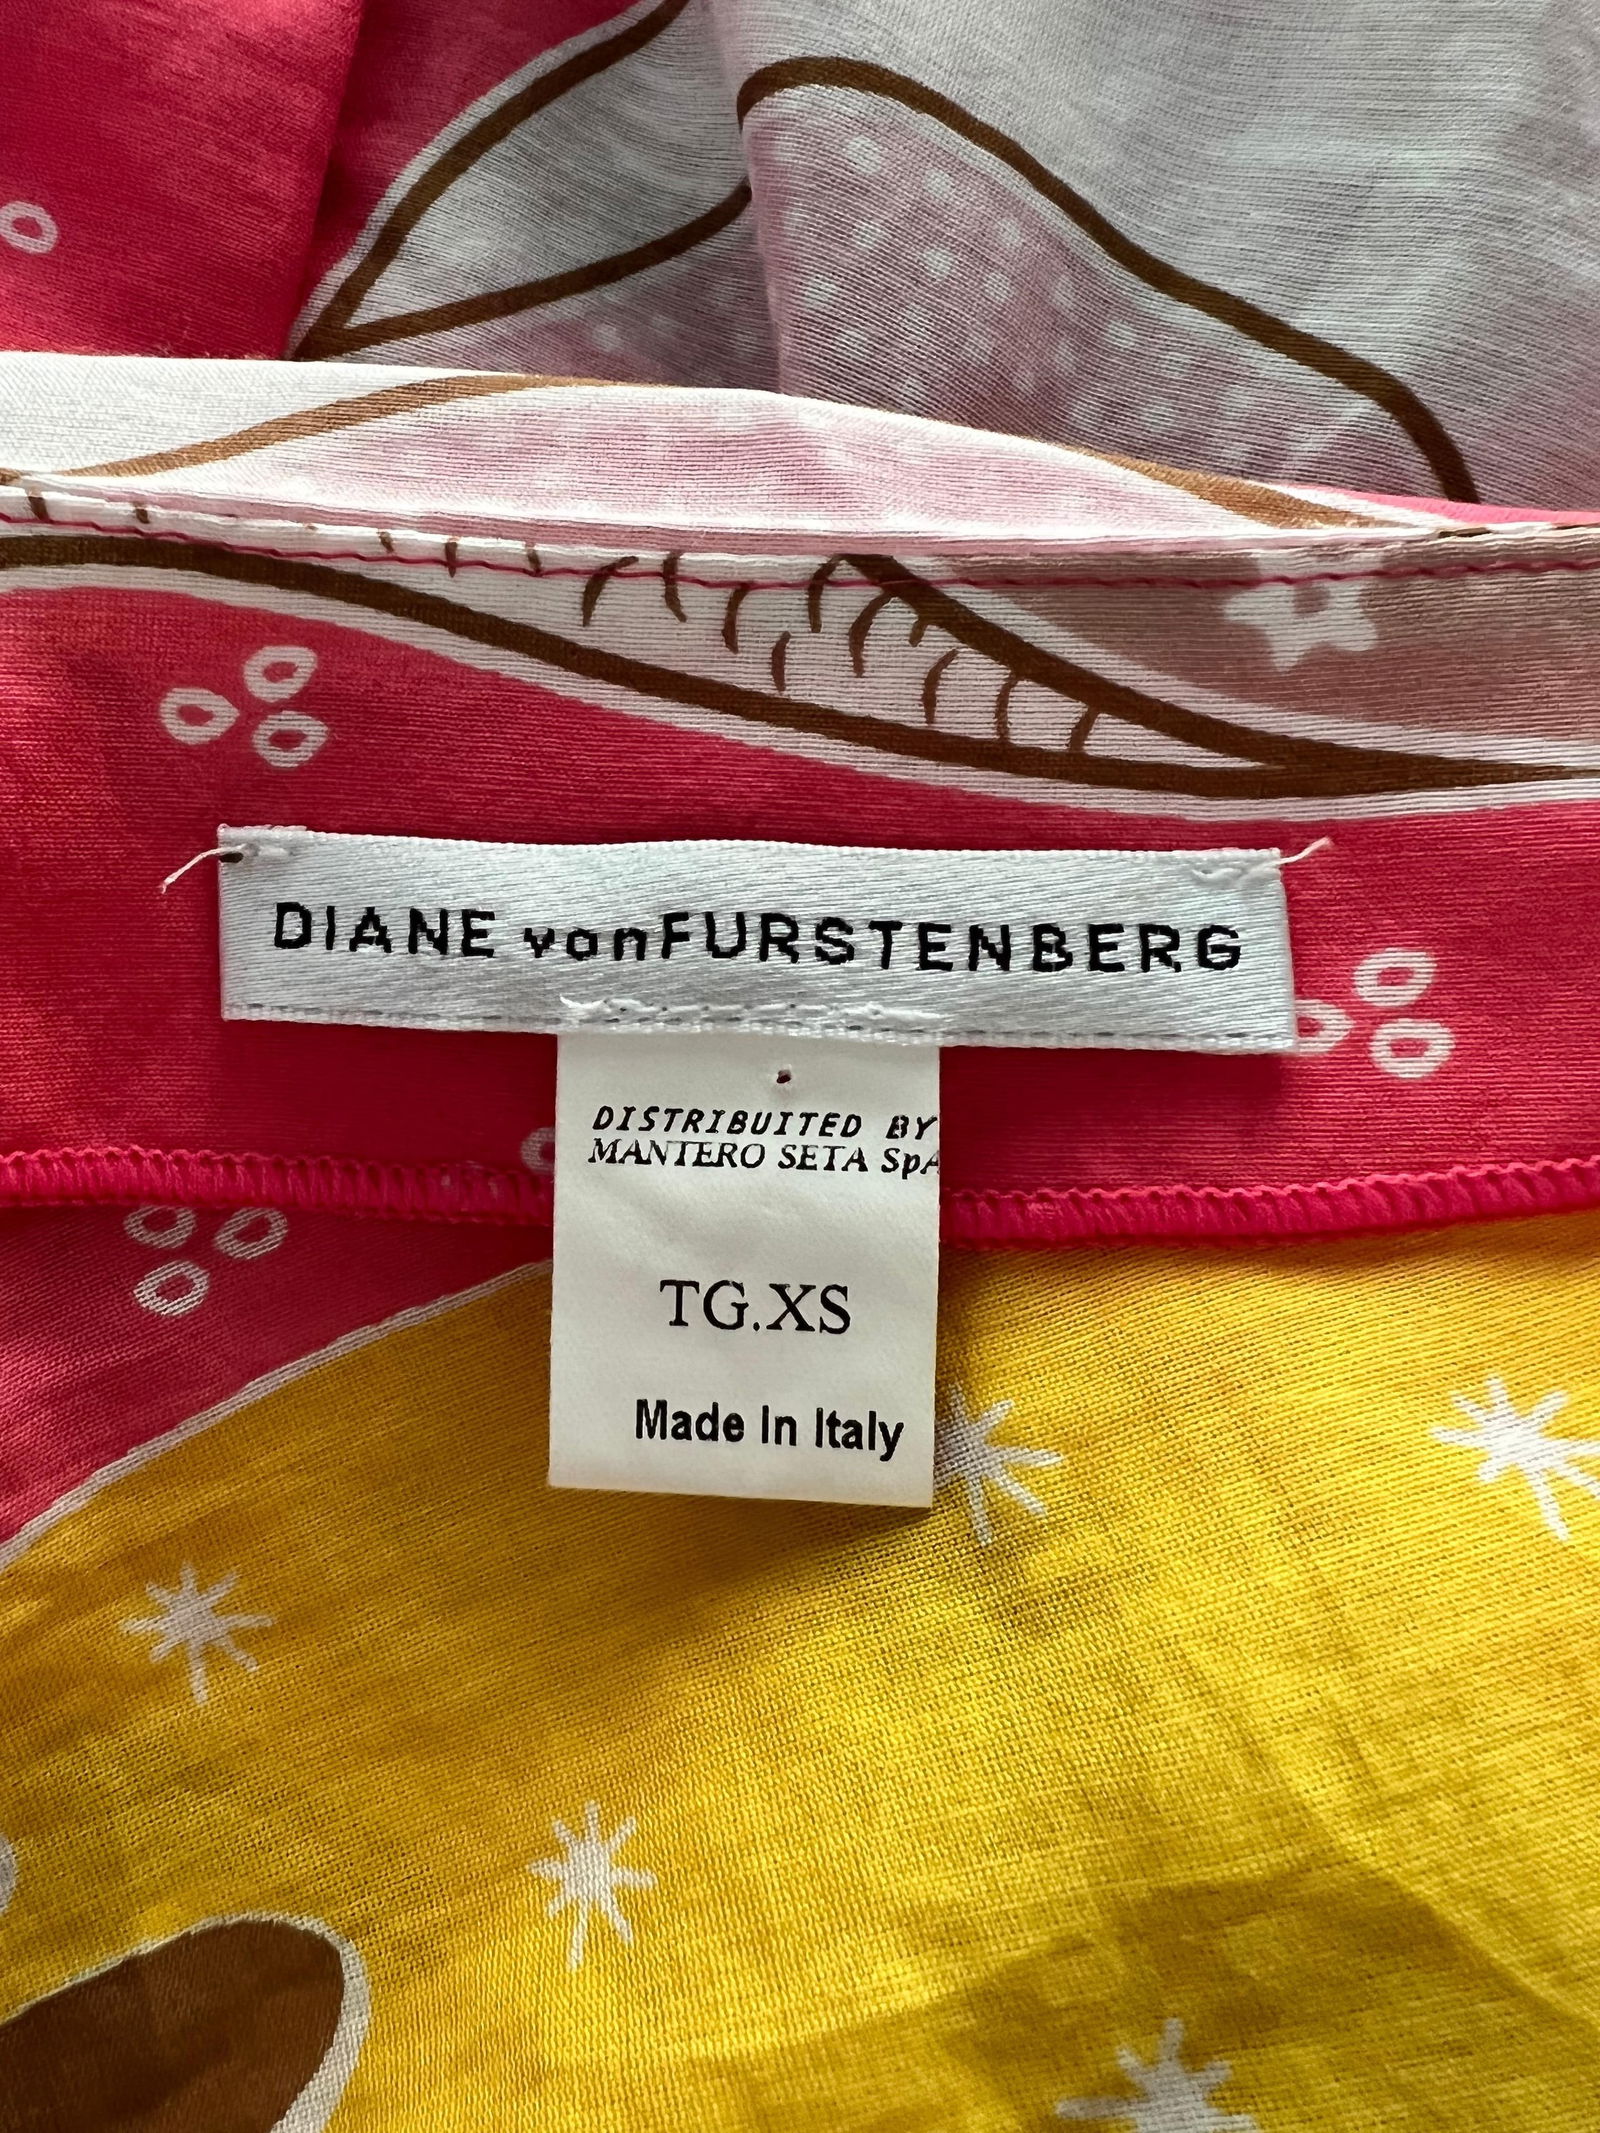 DIANE vonFURSTENBERG
DISTRIBUITED BY
MANTERO SETA SpA
TG.XS
Made In Italy